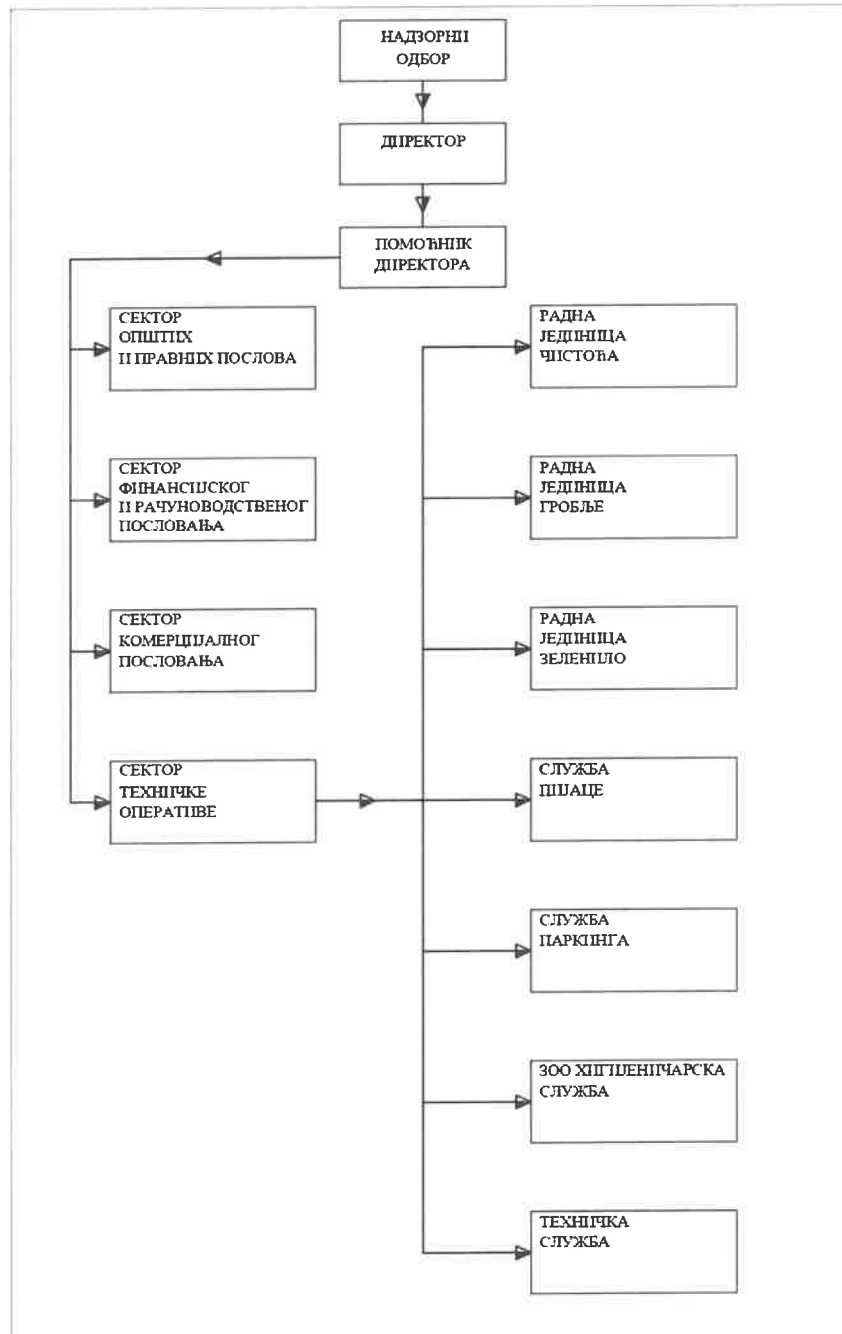 НАДЗОРНИ
ОДБОР
ДИРЕКТОР
ПОМОЋНИК
ДИРЕКТОРА
СЕКТОР
ОПШТИХ
И ПРАВНИХ ПОСЛОВА
СЕКТОР
ФИНАНСИЈСКОГ
И РАЧУНОВОДСТВЕНОГ
ПОСЛОВАЊА
СЕКТОР
КОМЕРЦИЈАЛНОГ
ПОСЛОВАЊА
СЕКТОР
ТЕХНИЧКЕ
ОПЕРАТИВЕ
РАДНА
ЈЕДИНИЦА
ЧИСТОЋА
РАДНА
ЈЕДИНИЦА
ГРОБЉЕ
РАДНА
ЈЕДИНИЦА
ЗЕЛЕНИЛО
СЛУЖБА
ПИЈАЦЕ
СЛУЖБА
ПАРКИНГА
ЗОО ХИГИЈЕНИЧАРСКА
СЛУЖБА
ТЕХНИЧКА
СЛУЖБА